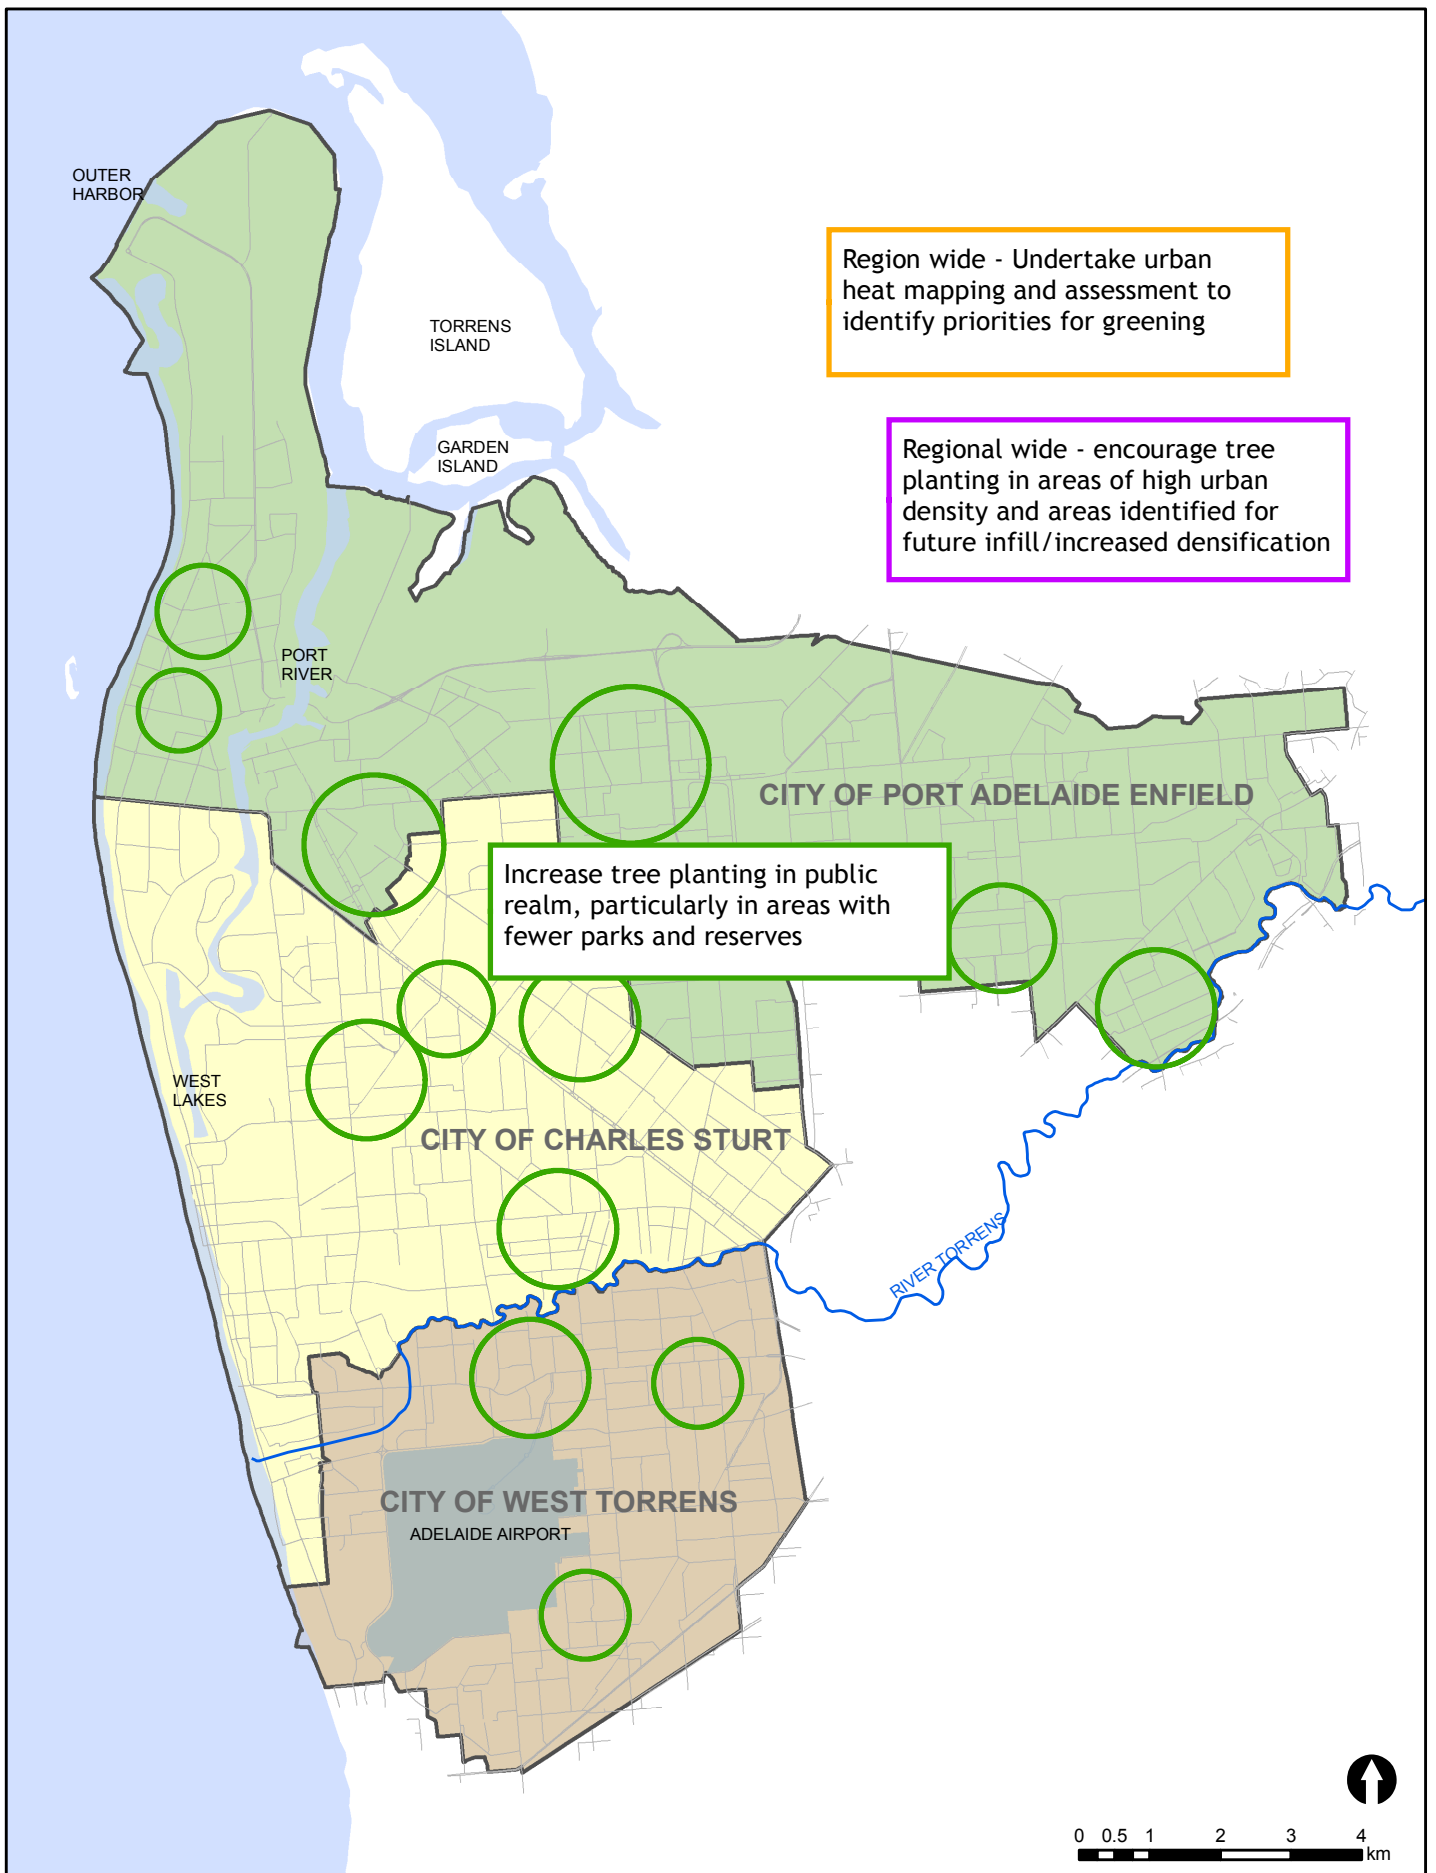 OUTER
HARBOR
TORRENS
ISLAND
Region wide - Undertake urban
heat mapping and assessment to
identify priorities for greening
GARDEN
ISLAND
Regional wide - encourage tree
planting in areas of high urban
density and areas identified for
future infill/increased densification
PORT
RIVER
CITY OF PORT ADELAIDE ENFIELD
Increase tree planting in public
realm, particularly in areas with
fewer parks and reserves
WEST
LAKES
CITY OF CHARLES STURT
RIVER TORRENS
CITY OF WEST TORRENS
ADELAIDE AIRPORT
0 0.5 1 2 3 4
km